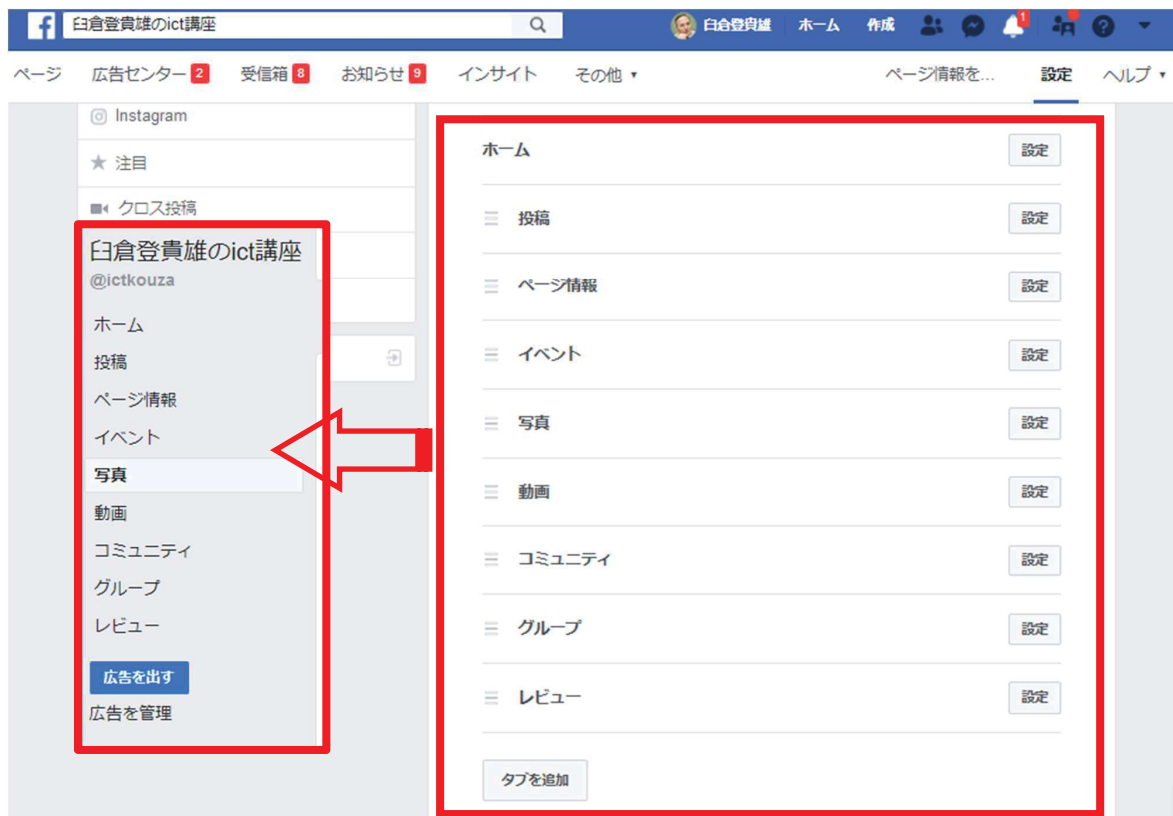 臼倉登貴雄のict講座
臼倉登貴雄 ホーム 作成 1
ページ 広告センター 2 受信箱 8 お知らせ 9 インサイト その他 ページ情報を... 設定 ヘルプ
Instagram
注目
クロス投稿
臼倉登貴雄のict講座
@ictkouza
ホーム
投稿
ページ情報
イベント
写真
動画
コミュニティ
グループ
レビュー
広告を出す
広告を管理
ホーム 設定
投稿 設定
ページ情報 設定
イベント 設定
写真 設定
動画 設定
コミュニティ 設定
グループ 設定
レビュー 設定
タブを追加